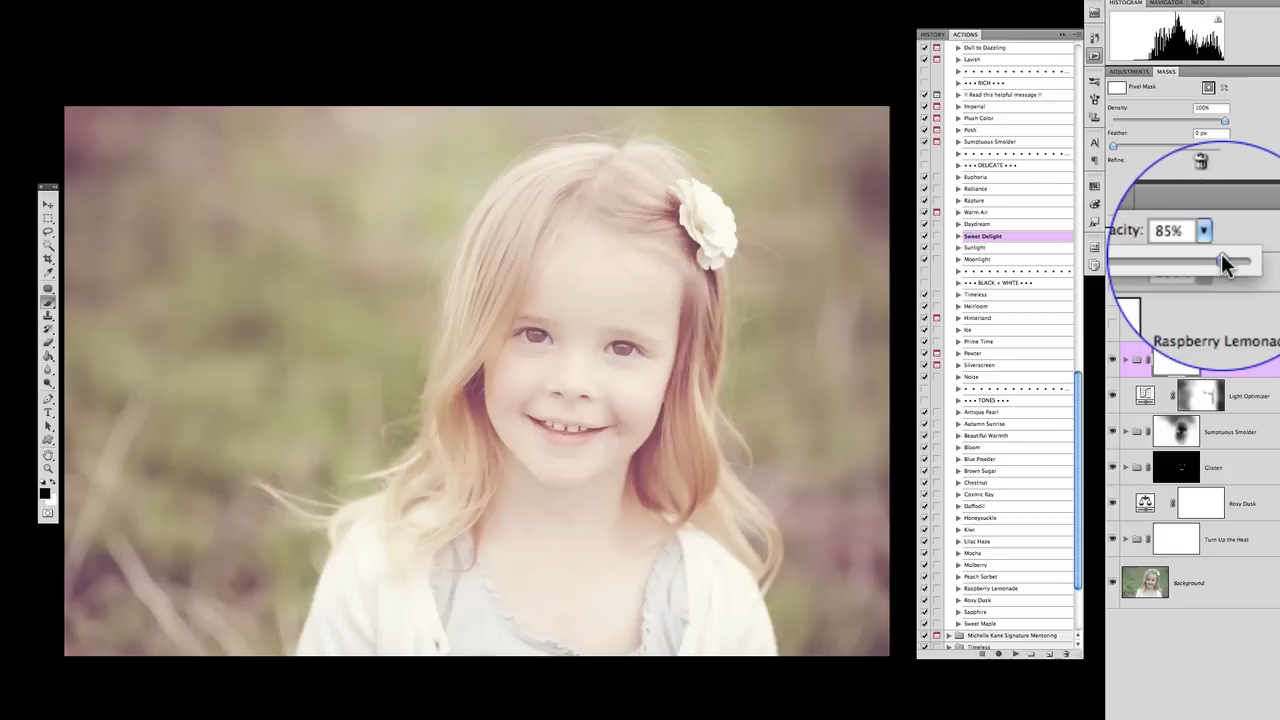 HISTORY ACTIONS
Dull to Dazzling
Lavish
• • • • • • • • • • • • • ...
• • • RICH • • •
Read this helpful message
Imperial
Plush Color
Posh
Sumptuous Smolder
• • • • • • • • • • • • • ...
• • • DELICATE • • •
Euphoria
Radiance
Rapture
Warm Air
Daydream
Sweet Delight
Sunlight
Moonlight
• • • • • • • • • • • • • •
• • • BLACK + WHITE • • •
Timeless
Heirloom
Hinterland
Ice
Prime Time
Pewter
Silverscreen
Noise
• • • • • • • • • • • • • ...
• • • TONES • • •
Antique Pearl
Autumn Sunrise
Beautiful Warmth
Bloom
Blue Powder
Brown Sugar
Chestnut
Cosmic Ray
Daffodil
Honeysuckle
Kiwi
Lilac Haze
Mocha
Mulberry
Peach Sorbet
Raspberry Lemonade
Rosy Dusk
Sapphire
Sweet Maple
Michelle Kane Signature Mentoring
Timeless
HISTOGRAM NAVIGATOR INFO
ADJUSTMENTS MASKS
Pixel Mask
Density: 100%
Feather: 0 px
Refine:
acity: 85%
Raspberry Lemona
Light Optimizer
Sumptuous Smolder
Glisten
Rosy Dusk
Turn Up the Heat
Background